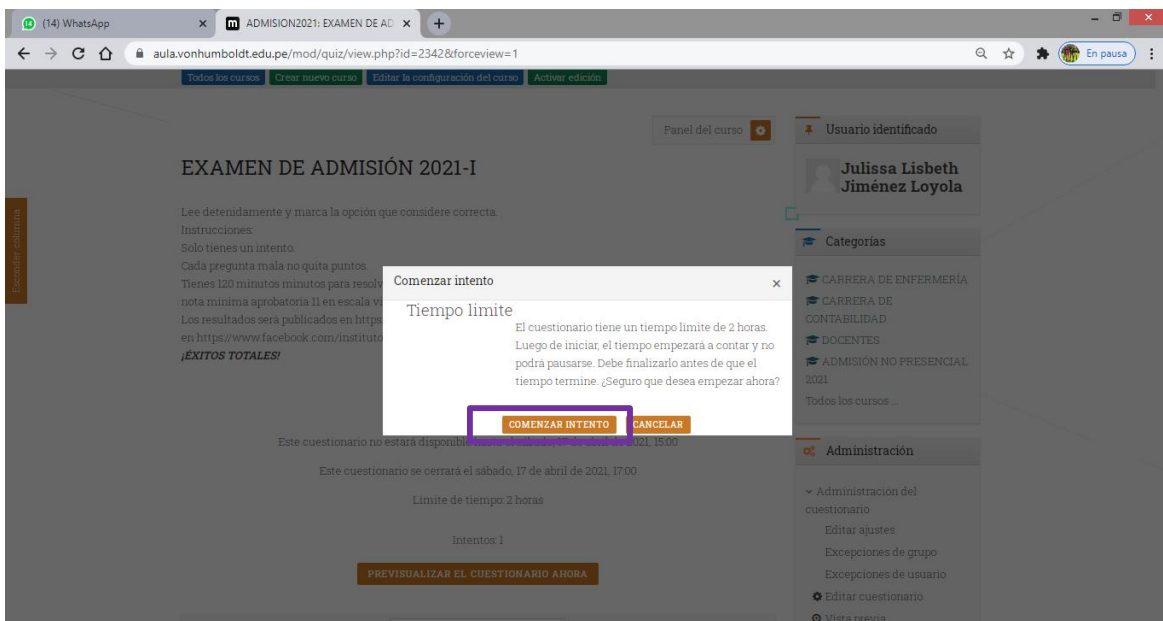 (14) WhatsApp
ADMISION2021: EXAMEN DE AD
aula.vonhumboldt.edu.pe/mod/quiz/view.php?id=2342&forceview=1
En pausa
Todos los cursos Crear nuevo curso Editar la configuración del curso Activar edición
Panel del curso
EXAMEN DE ADMISIÓN 2021-I
Lee detenidamente y marca la opción que considere correcta.
Instrucciones:
Solo tienes un intento.
Cada pregunta mala no quita puntos.
Tienes 120 minutos minutos para resolv
nota mínima aprobatoria 11 en escala vi
Los resultados será publicados en https
en https://www.facebook.com/instituto
¡ÉXITOS TOTALES!
Esconder columna
Comenzar intento
Tiempo límite
El cuestionario tiene un tiempo límite de 2 horas.
Luego de iniciar, el tiempo empezará a contar y no
podrá pausarse. Debe finalizarlo antes de que el
tiempo termine. ¿Seguro que desea empezar ahora?
COMENZAR INTENTO CANCELAR
Este cuestionario no estará disponible 17 de abril de 2021, 15:00
Este cuestionario se cerrará el sábado, 17 de abril de 2021, 17:00
Límite de tiempo: 2 horas
Intentos: 1
PREVISUALIZAR EL CUESTIONARIO AHORA
Usuario identificado
Julissa Lisbeth
Jiménez Loyola
Categorías
CARRERA DE ENFERMERÍA
CARRERA DE
CONTABILIDAD
DOCENTES
ADMISIÓN NO PRESENCIAL
2021
Todos los cursos ...
Administración
Administración del
cuestionario
Editar ajustes
Excepciones de grupo
Excepciones de usuario
Editar cuestionario
Vista previa